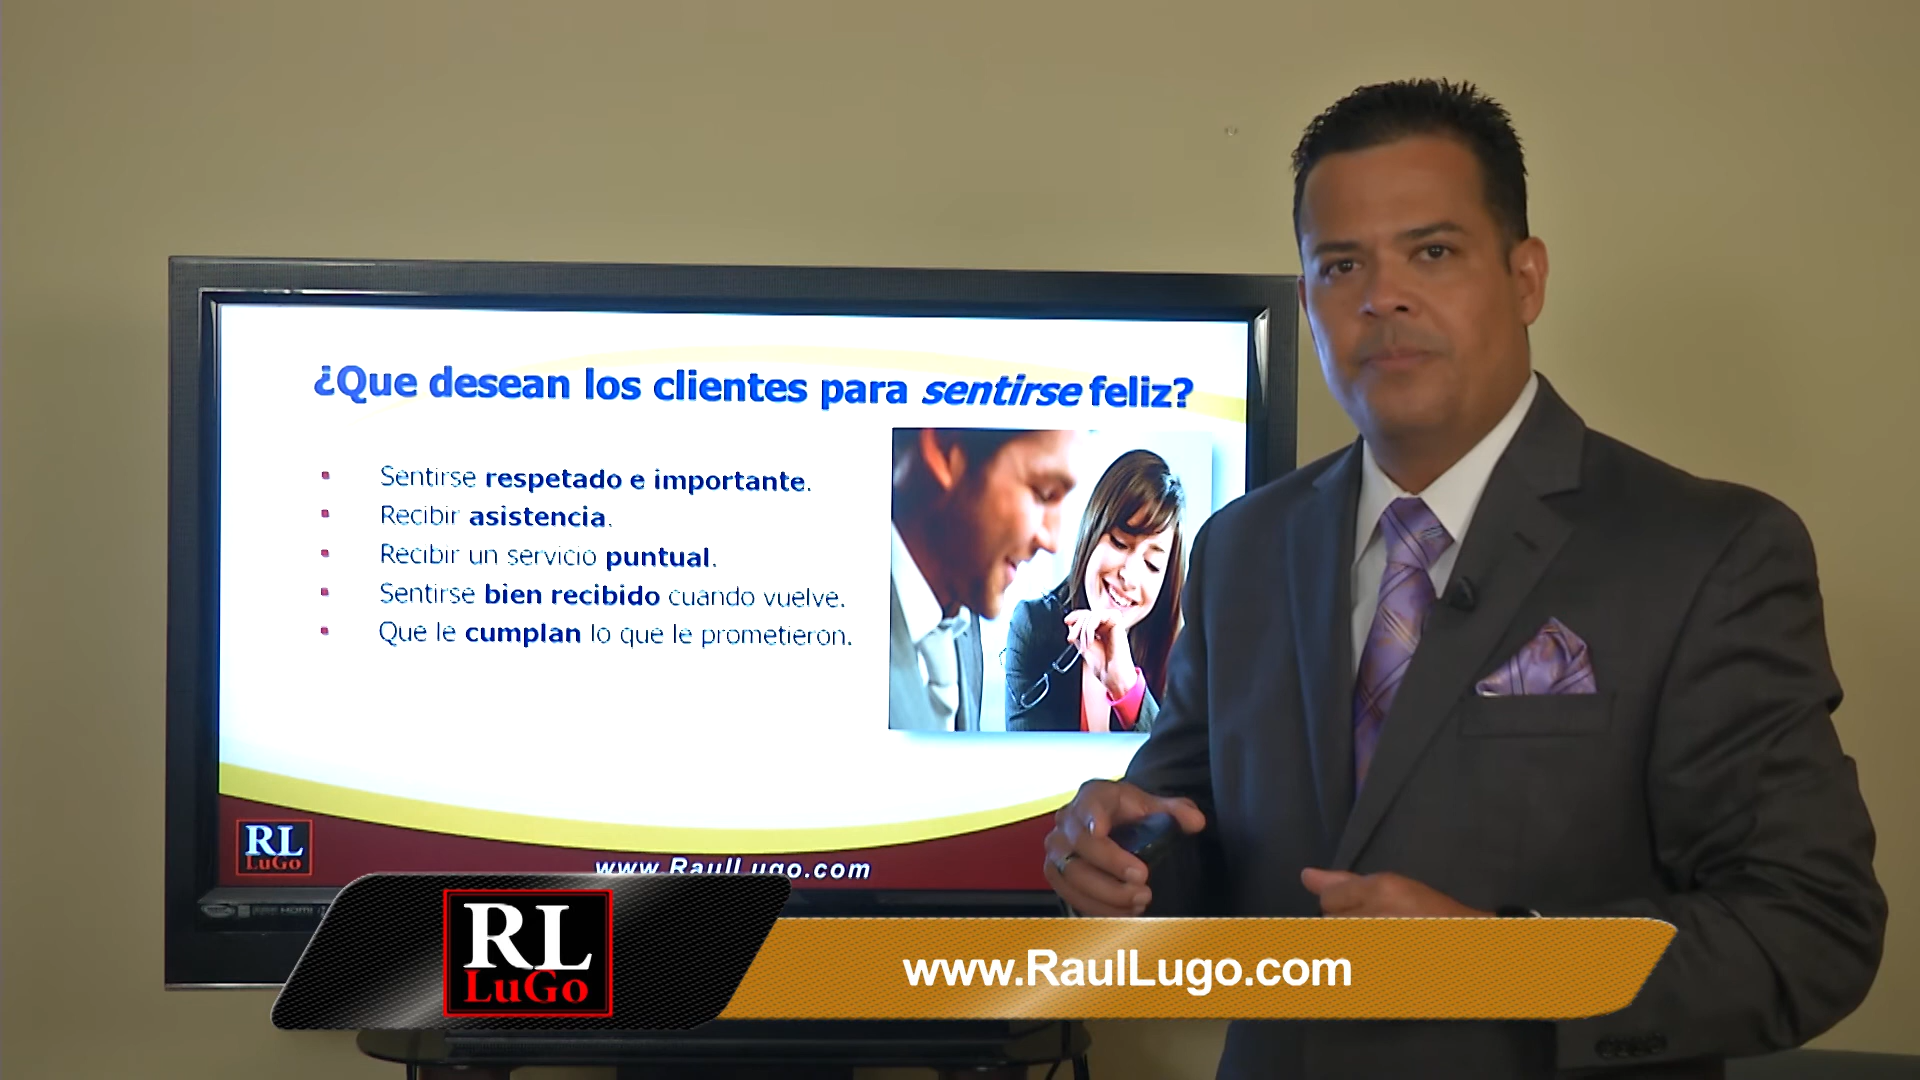 ¿Que desean los clientes para sentirse feliz?
Sentirse respetado e importante.
Recibir asistencia.
Recibir un servicio puntual.
Sentirse bien recibido cuando vuelve.
Que le cumplan lo que le prometieron.
RL
LuGo
www.RaulLugo.com
HDMI
RL
LuGo
www.RaulLugo.com